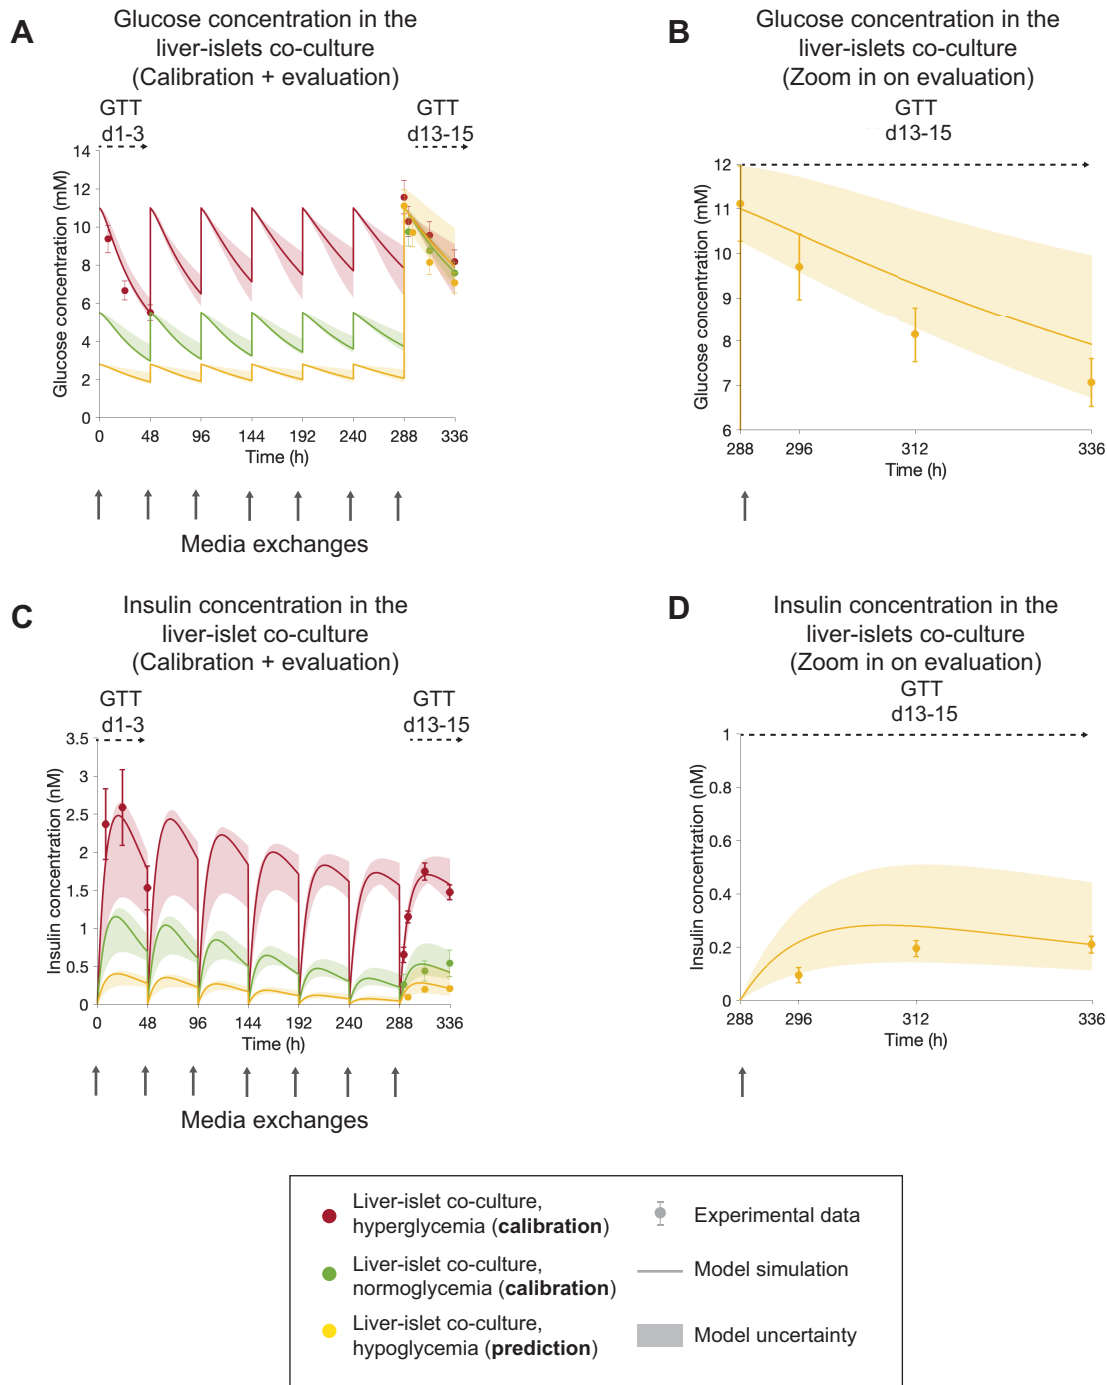 A
Glucose concentration in the
liver-islets co-culture
(Calibration + evaluation)
GTT
d1-3
GTT
d13-15
Glucose concentration (mM)
14
12
10
8
6
4
2
0
0 48 96 144 192 240 288 336
Time (h)
Media exchanges
B
Glucose concentration in the
liver-islets co-culture
(Zoom in on evaluation)
GTT
d13-15
Glucose concentration (mM)
12
11
10
9
8
7
6
288 296 312 336
Time (h)
C
Insulin concentration in the
liver-islet co-culture
(Calibration + evaluation)
GTT
d1-3
GTT
d13-15
Insulin concentration (nM)
3.5
3
2.5
2
1.5
1
0.5
0
0 48 96 144 192 240 288 336
Time (h)
Media exchanges
D
Insulin concentration in the
liver-islets co-culture
(Zoom in on evaluation)
GTT
d13-15
Insulin concentration (nM)
1
0.8
0.6
0.4
0.2
0
288 296 312 336
Time (h)
Liver-islet co-culture,
hyperglycemia (calibration)
Liver-islet co-culture,
normoglycemia (calibration)
Liver-islet co-culture,
hypoglycemia (prediction)
Experimental data
Model simulation
Model uncertainty